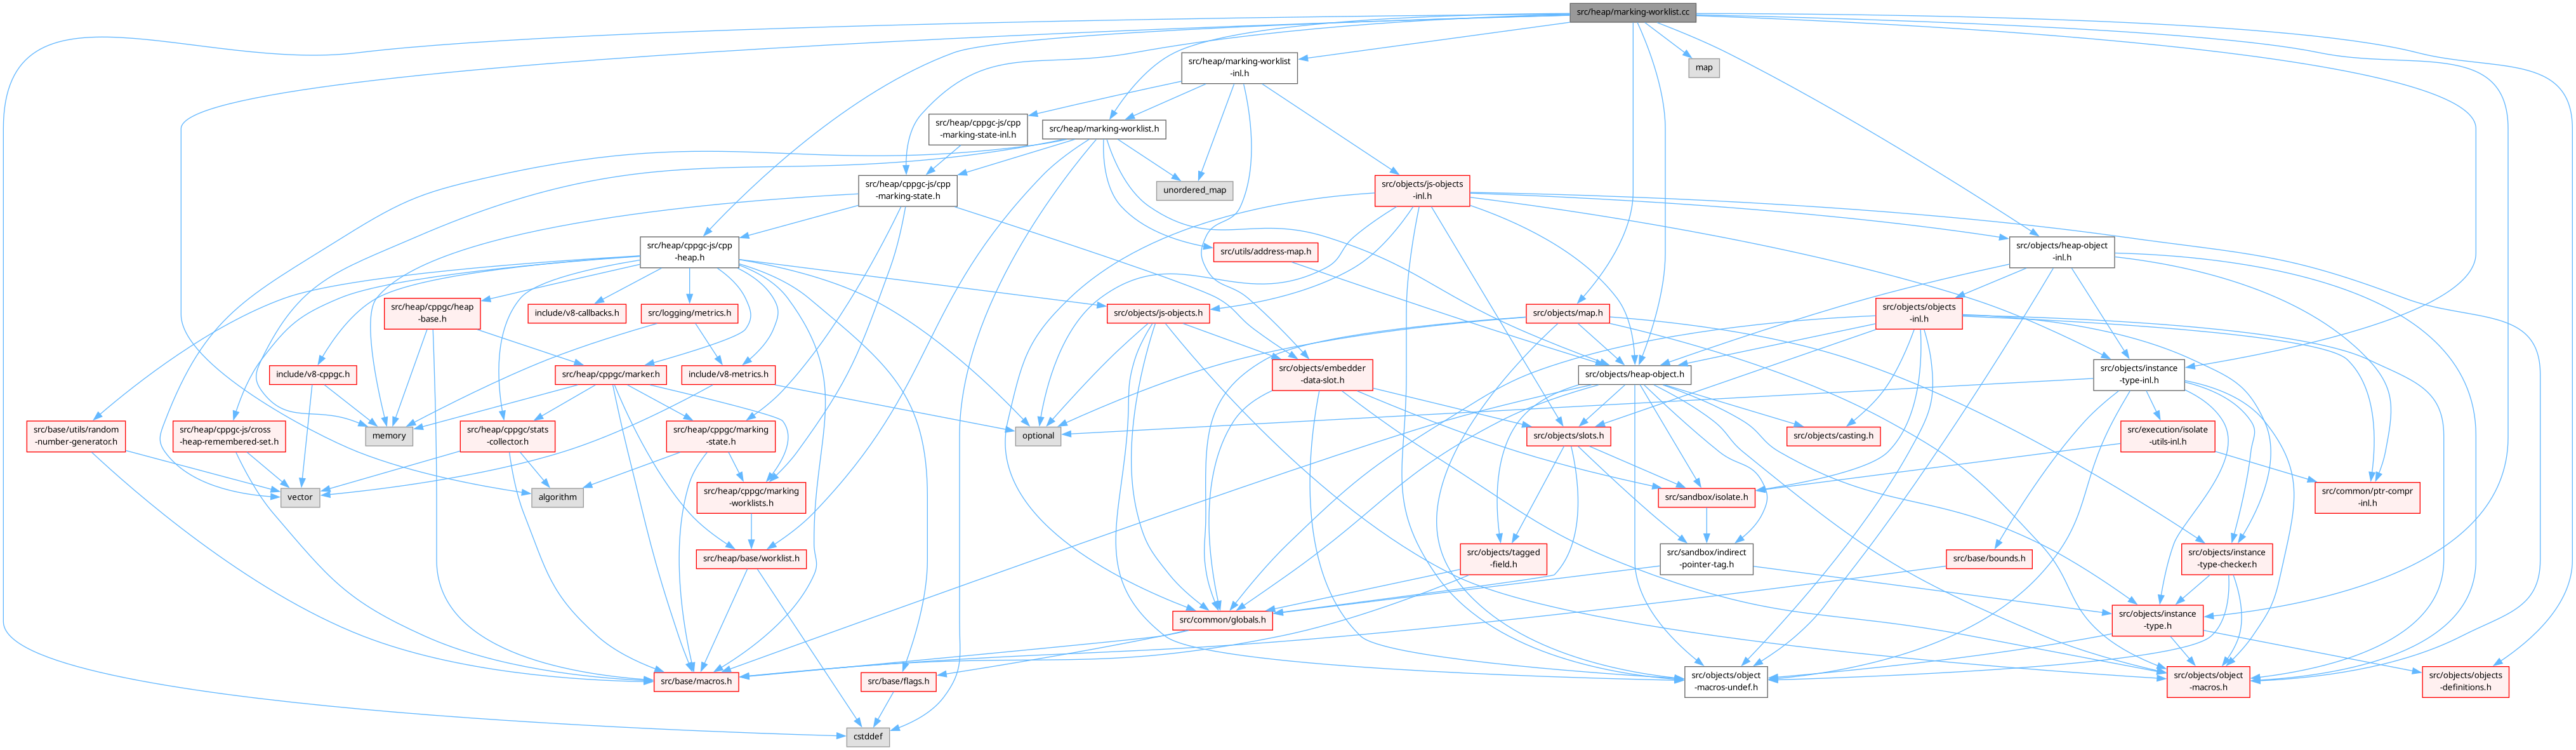 src/heap/marking-worklist.cc
src/heap/marking-worklist
-inl.h
map
src/heap/cppgc-js/cpp
-marking-state-inl.h
src/heap/marking-worklist.h
unordered_map
src/heap/cppgc-js/cpp
-marking-state.h
src/objects/js-objects
-inl.h
src/heap/cppgc-js/cpp
-heap.h
src/utils/address-map.h
src/objects/heap-object
-inl.h
src/heap/cppgc/heap
-base.h
include/v8-callbacks.h
src/logging/metrics.h
src/objects/js-objects.h
src/objects/map.h
src/objects/objects
-inl.h
include/v8-cppgc.h
src/heap/cppgc/marker.h
include/v8-metrics.h
src/objects/embedder
-data-slot.h
src/objects/heap-object.h
src/objects/instance
-type-inl.h
src/base/utils/random
-number-generator.h
src/heap/cppgc-js/cross
-heap-remembered-set.h
memory
src/heap/cppgc/stats
-collector.h
src/heap/cppgc/marking
-state.h
optional
src/objects/slots.h
src/objects/casting.h
src/execution/isolate
-utils-inl.h
vector
algorithm
src/heap/cppgc/marking
-worklists.h
src/sandbox/isolate.h
src/common/ptr-compr
-inl.h
src/heap/base/worklist.h
src/objects/tagged
-field.h
src/sandbox/indirect
-pointer-tag.h
src/base/bounds.h
src/objects/instance
-type-checker.h
src/common/globals.h
src/objects/instance
-type.h
src/base/macros.h
src/base/flags.h
src/objects/object
-macros-undef.h
src/objects/object
-macros.h
src/objects/objects
-definitions.h
cstddef